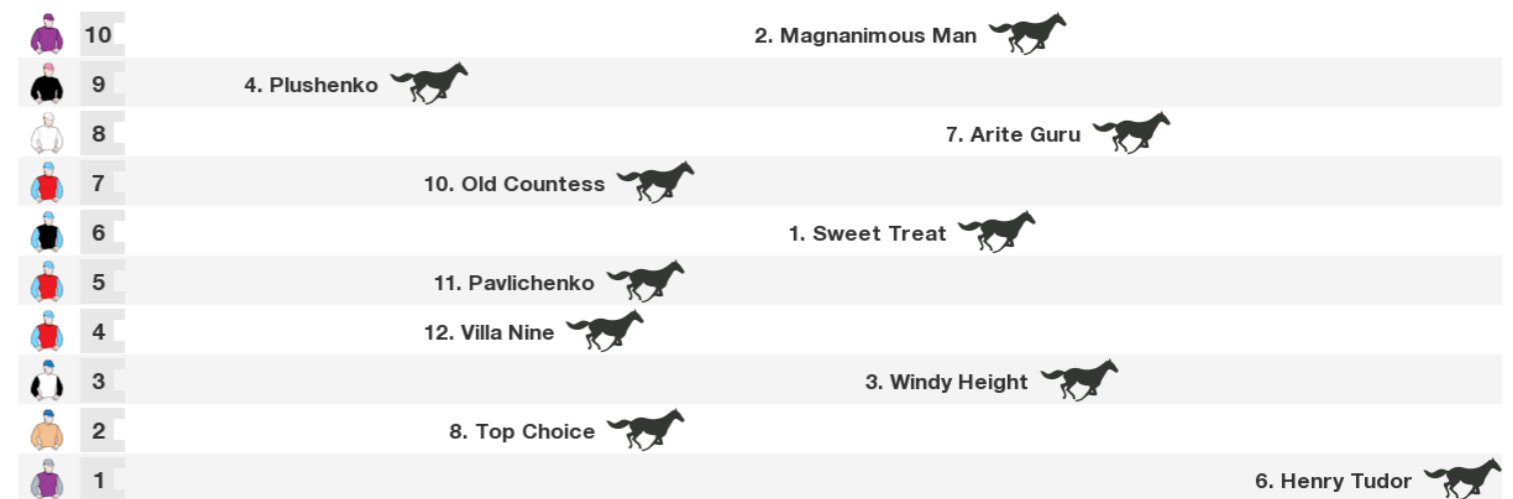 10 2. Magnanimous Man
9 4. Plushenko
8 7. Arite Guru
7 10. Old Countess
6 1. Sweet Treat
5 11. Pavlichenko
4 12. Villa Nine
3 3. Windy Height
2 8. Top Choice
1 6. Henry Tudor